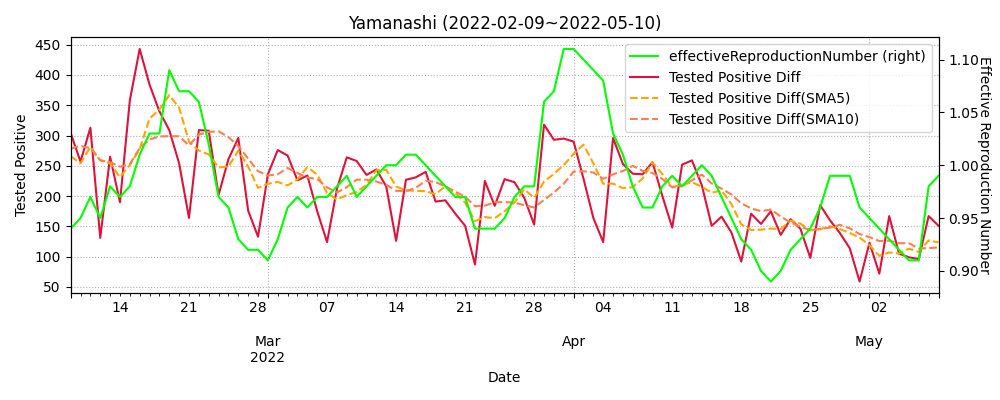 Yamanashi (2022-02-09~2022-05-10)
Tested Positive
450
400
350
300
250
200
150
100
50
effectiveReproductionNumber (right)
Tested Positive Diff
Tested Positive Diff(SMA5)
Tested Positive Diff(SMA10)
1.10
1.05
1.00
0.95
0.90
Effective Reproduction Number
14 21 28 07 14 21 28 04 11 18 25 02
Mar Apr May
2022
Date